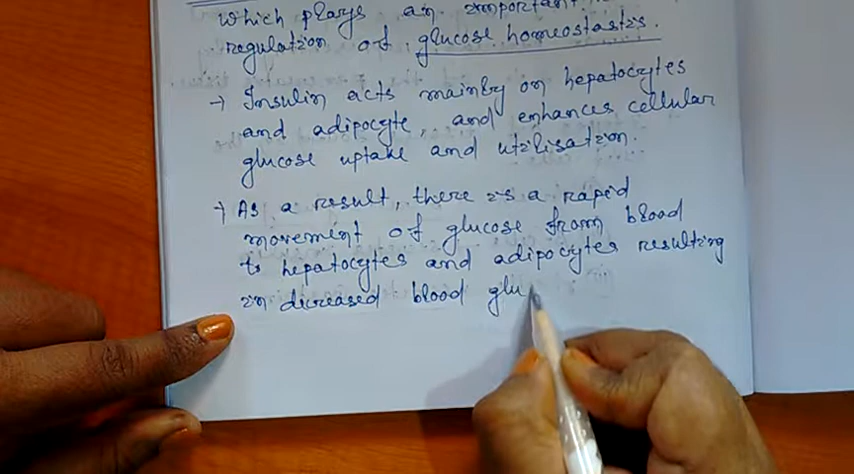 which plays an important
regulation of glucose homeostasis.
→ Insulin acts mainly on hepatocytes
and adipocyte, and enhances cellular
glucose uptake and utilisation.
→ As a result, there is a rapid
movement of glucose from blood
to hepatocytes and adipocytes resulting
in decreased blood glu